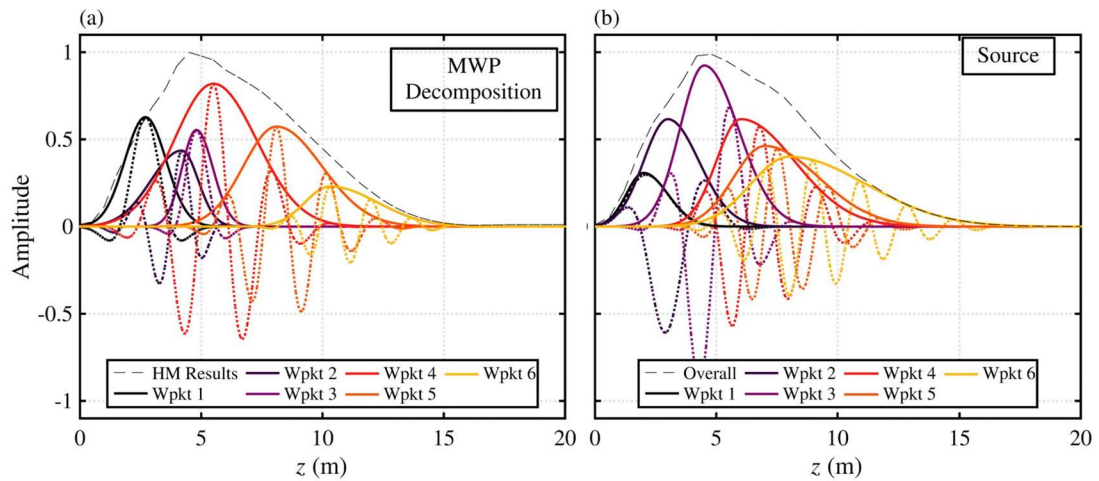 (a)
MWP
Decomposition
1
0.5
0
-0.5
-1
Amplitude
HM Results Wpkt 2 Wpkt 4 Wpkt 6
Wpkt 1 Wpkt 3 Wpkt 5
0 5 10 15 20
z (m)
(b)
Source
Overall Wpkt 2 Wpkt 4 Wpkt 6
Wpkt 1 Wpkt 3 Wpkt 5
0 5 10 15 20
z (m)